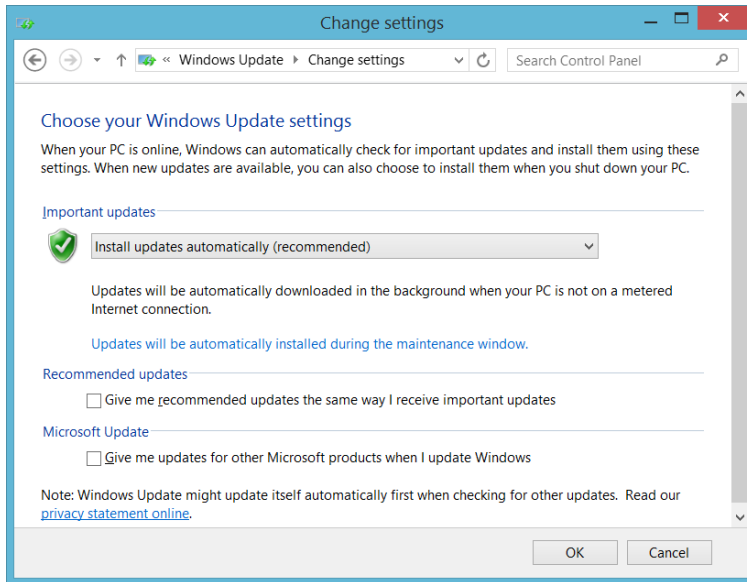 Change settings
« Windows Update Change settings
Search Control Panel
Choose your Windows Update settings
When your PC is online, Windows can automatically check for important updates and install them using these
settings. When new updates are available, you can also choose to install them when you shut down your PC.
Important updates
Install updates automatically (recommended)
Updates will be automatically downloaded in the background when your PC is not on a metered
Internet connection.
Updates will be automatically installed during the maintenance window.
Recommended updates
Give me recommended updates the same way I receive important updates
Microsoft Update
Give me updates for other Microsoft products when I update Windows
Note: Windows Update might update itself automatically first when checking for other updates. Read our
privacy statement online.
OK Cancel